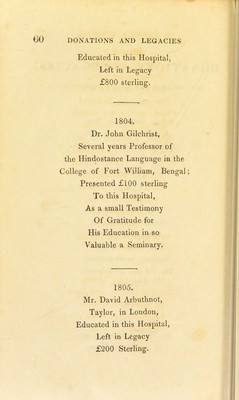 60 DONATIONS AND LEGACIES
Educated in this Hospital,
Left in Legacy
£800 sterling.
1804.
Dr. John Gilchrist,
Several years Professor of
the Hindostance Language in the
College of Fort William, Bengal;
Presented £100 sterling
To this Hospital,
As a small Testimony
Of Gratitude for
His Education in so
Valuable a Seminary.
1805.
Mr. David Arbuthnot,
Taylor, in London,
Educated in this Hospital,
Left in Legacy
£200 Sterling.